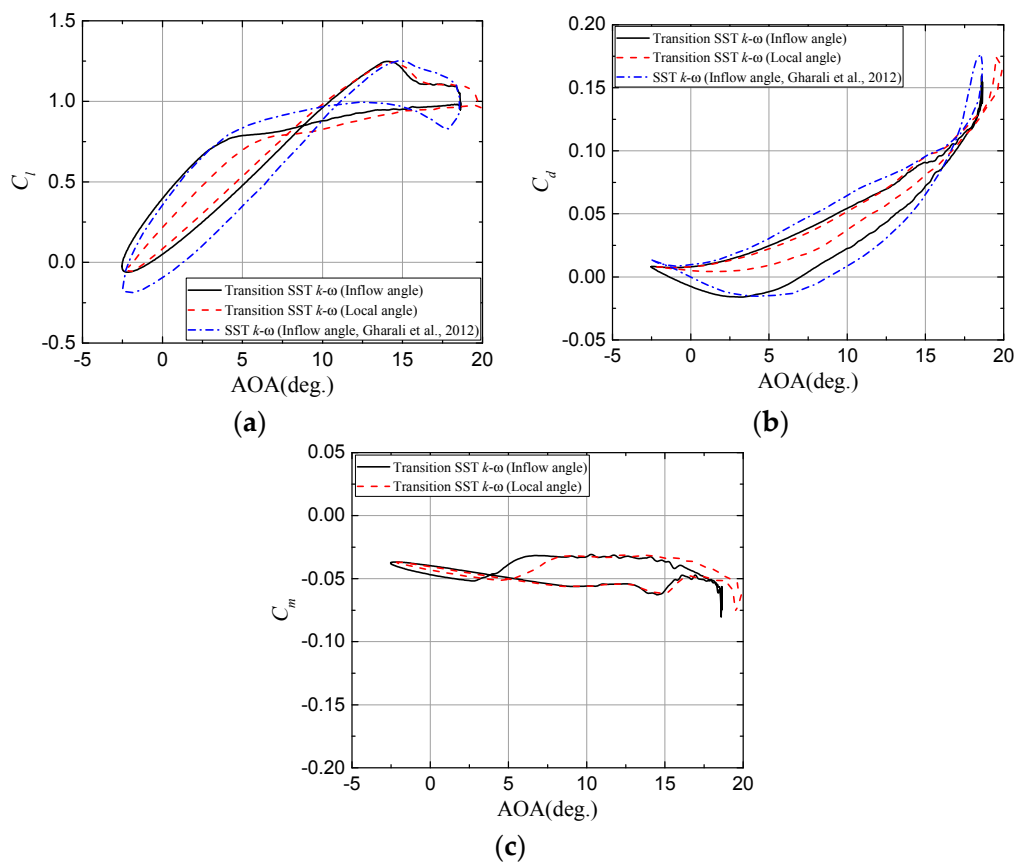 1.5
1.0
0.5
0.0
-0.5
C_l
Transition SST k-ω (Inflow angle)
Transition SST k-ω (Local angle)
SST k-ω (Inflow angle, Gharali et al., 2012)
-5 0 5 10 15 20
AOA(deg.)
(a)
0.20
0.15
0.10
0.05
0.00
-0.05
C_d
Transition SST k-ω (Inflow angle)
Transition SST k-ω (Local angle)
SST k-ω (Inflow angle, Gharali et al., 2012)
-5 0 5 10 15 20
AOA(deg.)
(b)
0.05
0.00
-0.05
-0.10
-0.15
-0.20
C_m
Transition SST k-ω (Inflow angle)
Transition SST k-ω (Local angle)
-5 0 5 10 15 20
AOA(deg.)
(c)